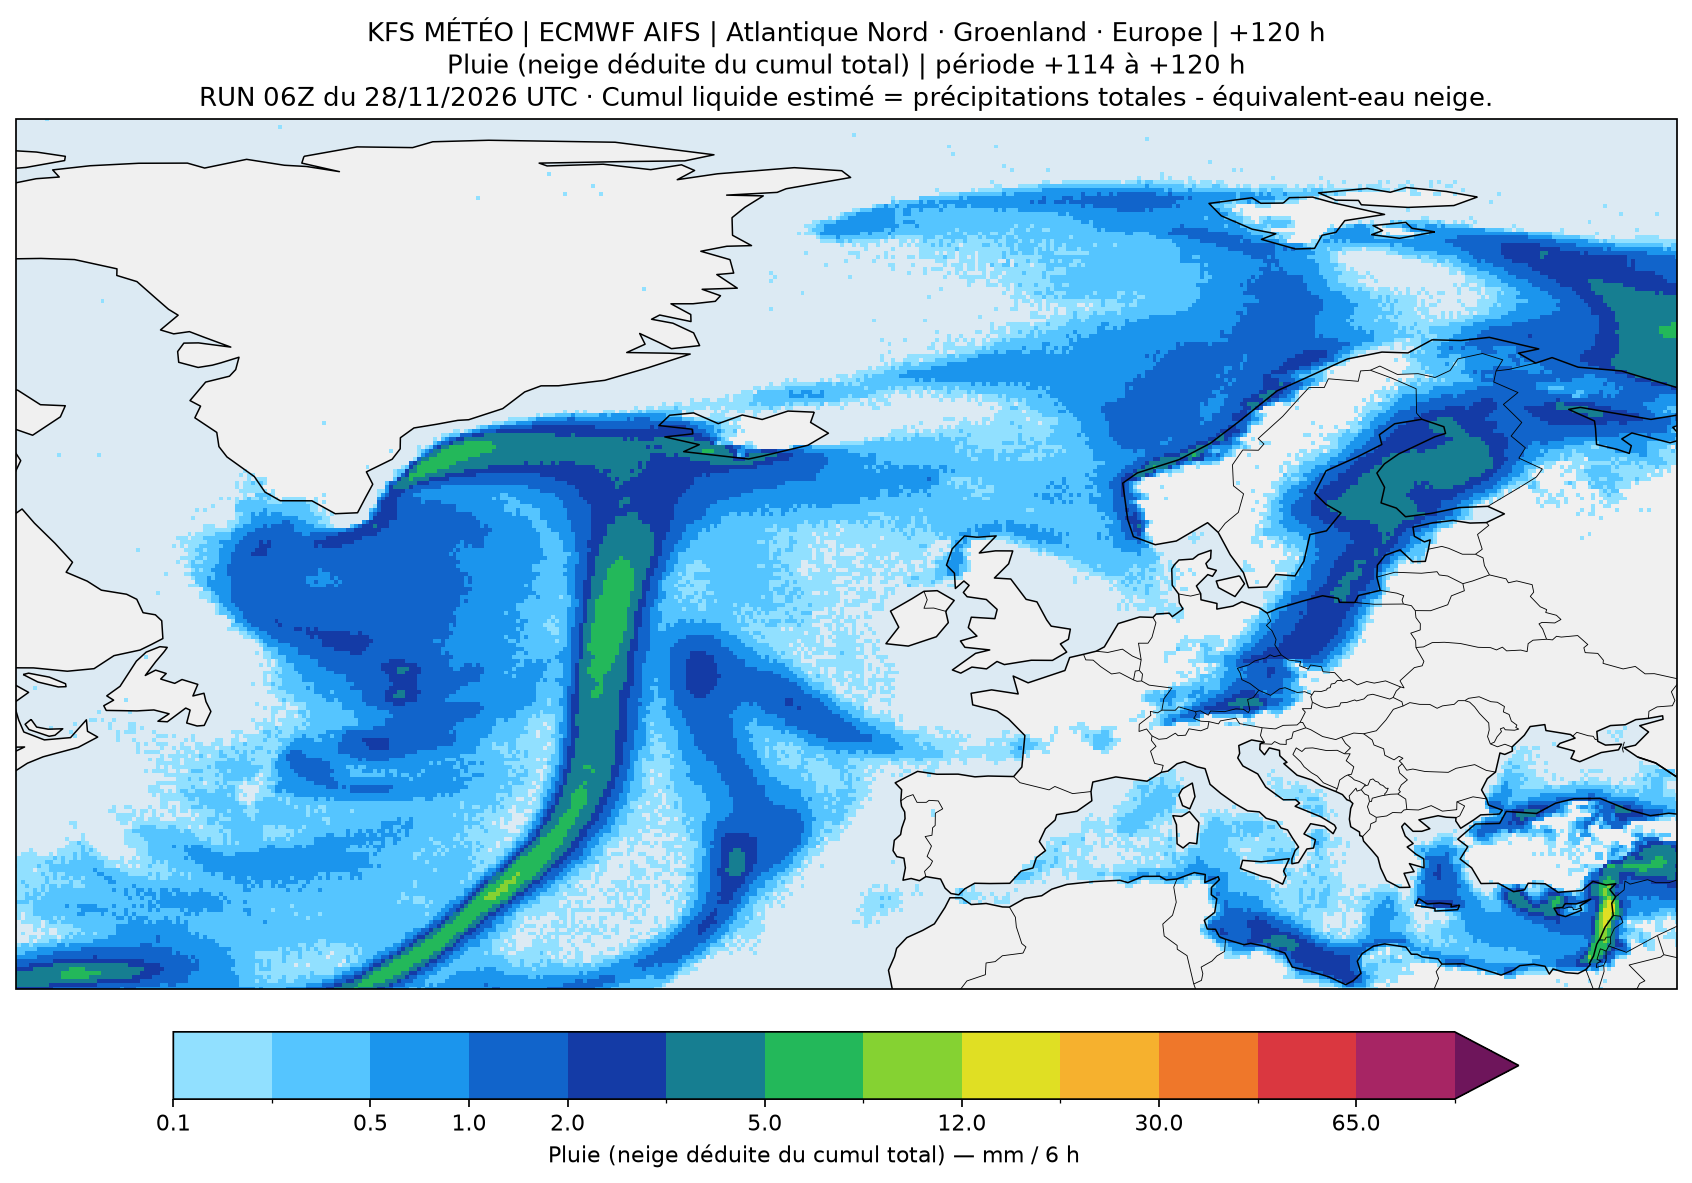 KFS MÉTÉO | ECMWF AIFS | Atlantique Nord · Groenland · Europe | +120 h
Pluie (neige déduite du cumul total) | période +114 à +120 h
RUN 06Z du 28/11/2026 UTC · Cumul liquide estimé = précipitations totales - équivalent-eau neige.
0.1 0.5 1.0 2.0 5.0 12.0 30.0 65.0
Pluie (neige déduite du cumul total) — mm / 6 h